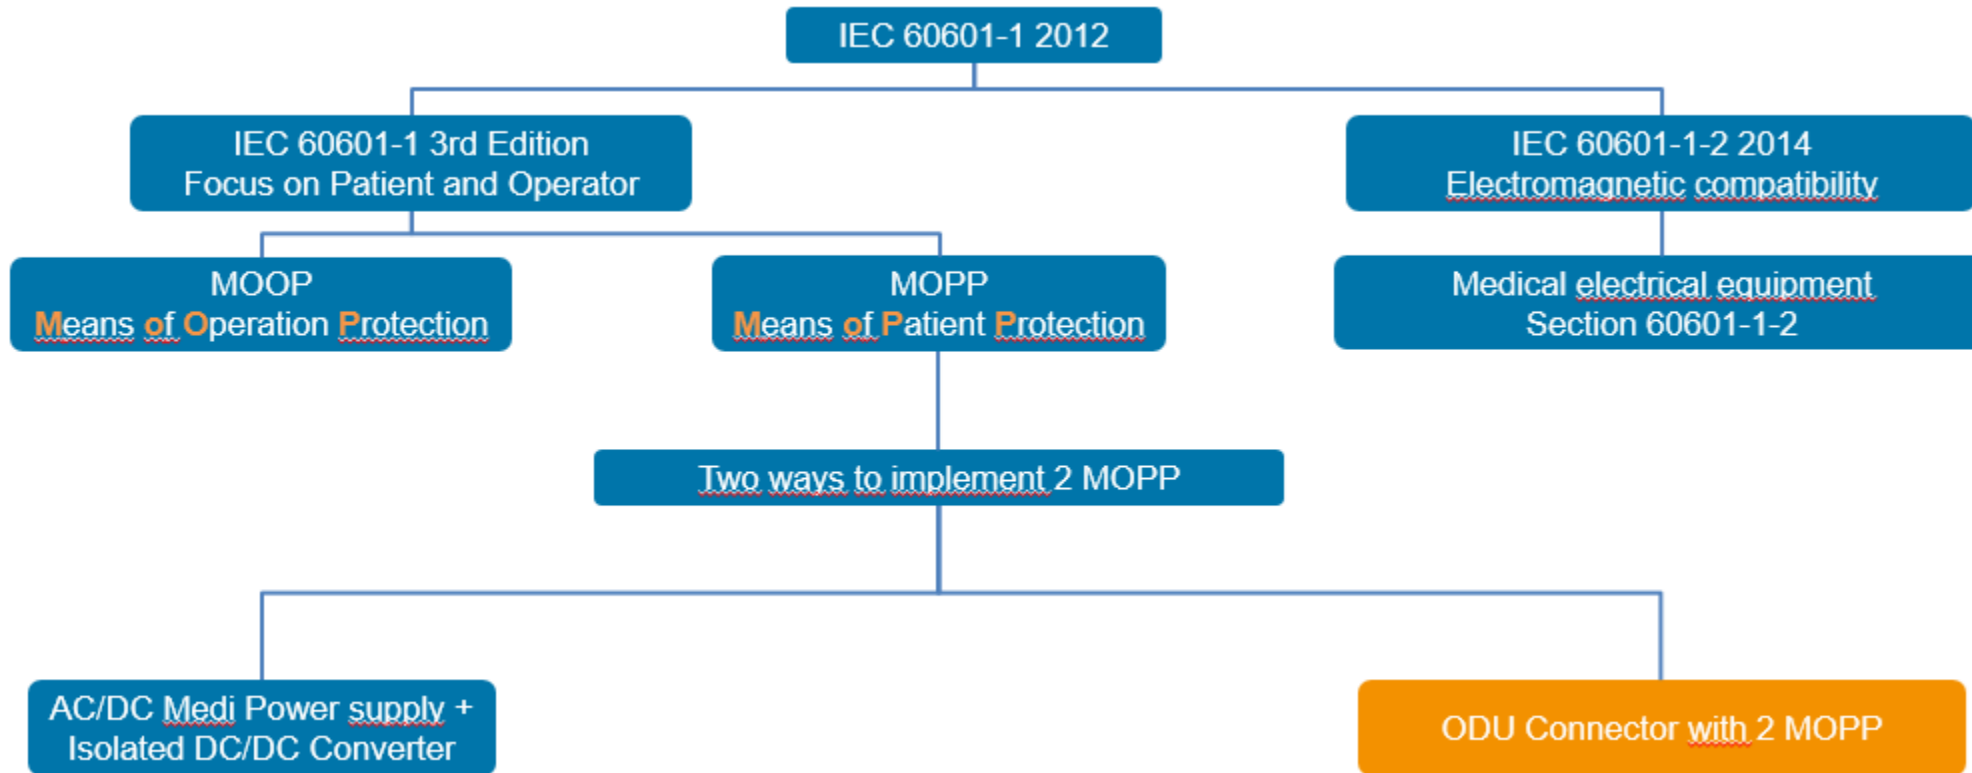 IEC 60601-1 2012
IEC 60601-1 3rd Edition
Focus on Patient and Operator
IEC 60601-1-2 2014
Electromagnetic compatibility
MOOP
Means of Operation Protection
MOPP
Means of Patient Protection
Medical electrical equipment
Section 60601-1-2
Two ways to implement 2 MOPP
AC/DC Medi Power supply +
Isolated DC/DC Converter
ODU Connector with 2 MOPP